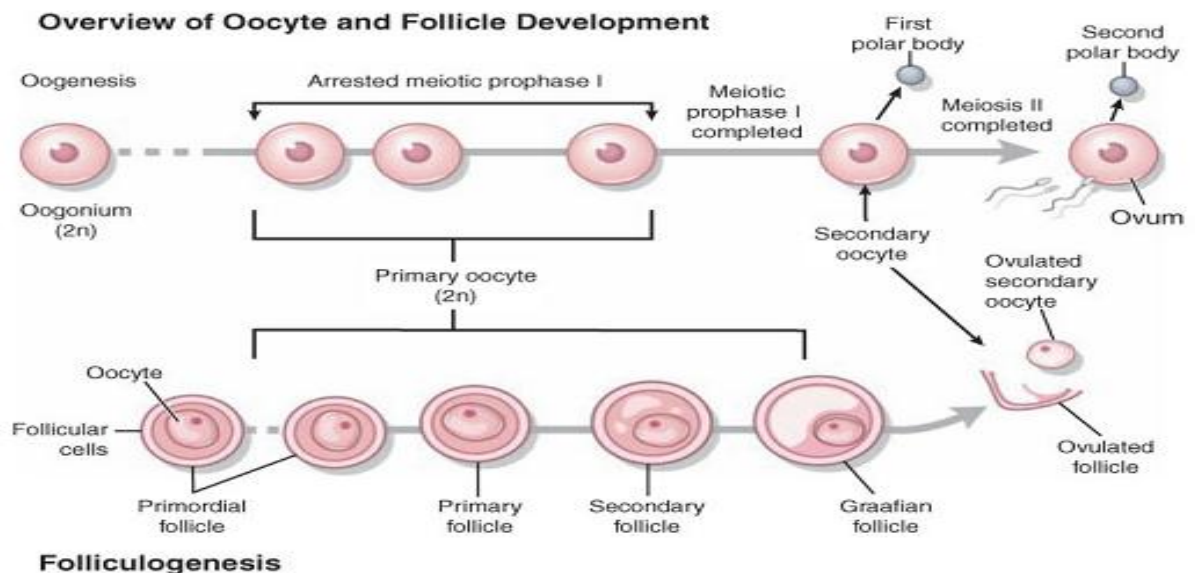 Overview of Oocyte and Follicle Development
First
polar body
Second
polar body
Oogenesis
Arrested meiotic prophase I
Meiotic
prophase I
completed
Meiosis II
completed
Oogonium
(2n)
Ovum
Secondary
oocyte
Primary oocyte
(2n)
Ovulated
secondary
oocyte
Oocyte
Follicular
cells
Ovulated
follicle
Primordial
follicle
Primary
follicle
Secondary
follicle
Graafian
follicle
Folliculogenesis